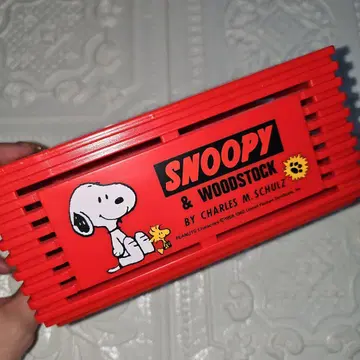 SNOOPY
& WOODSTOCK
BY CHARLES M. SCHULZ